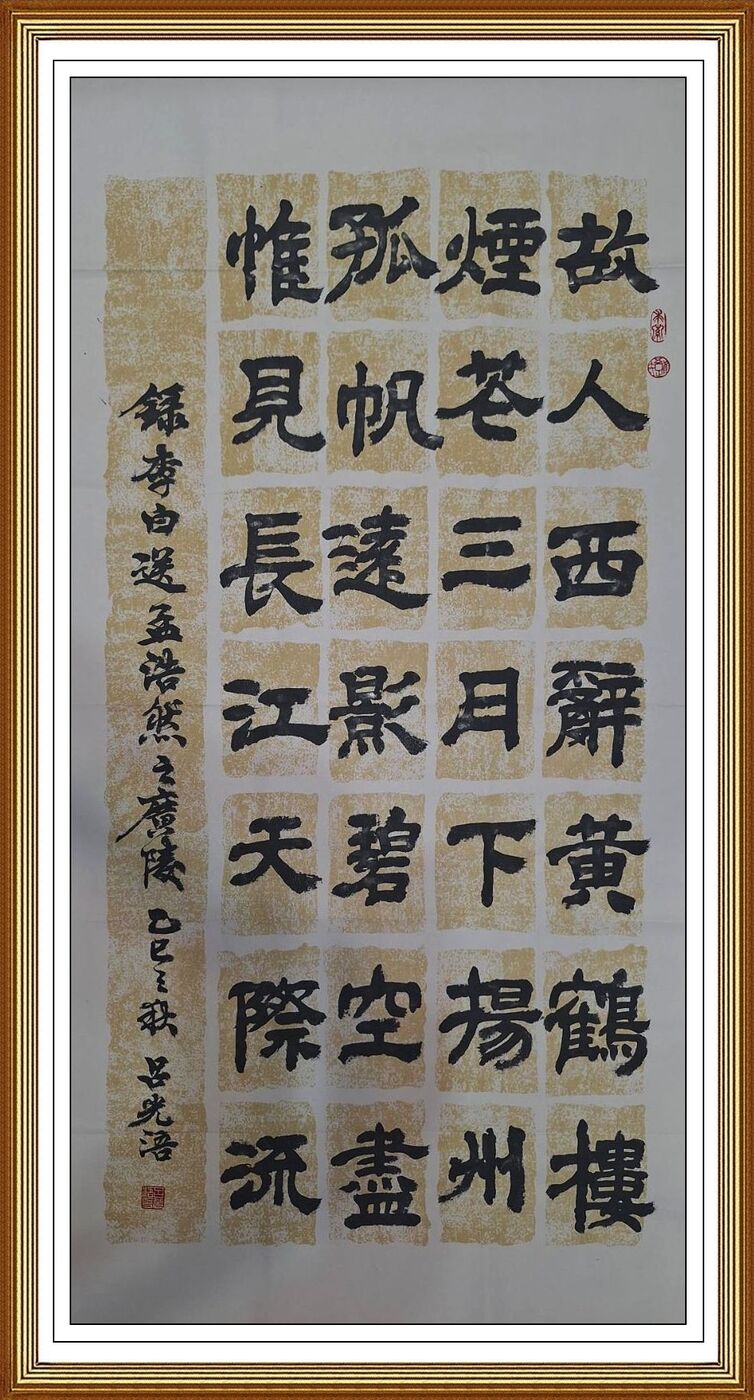 故人西辭黄鶴樓
煙花三月下揚州
孤帆遠影碧空盡
惟見長江天際流
錄李白送孟浩然之廣陵 乙巳之秋 呂光浯